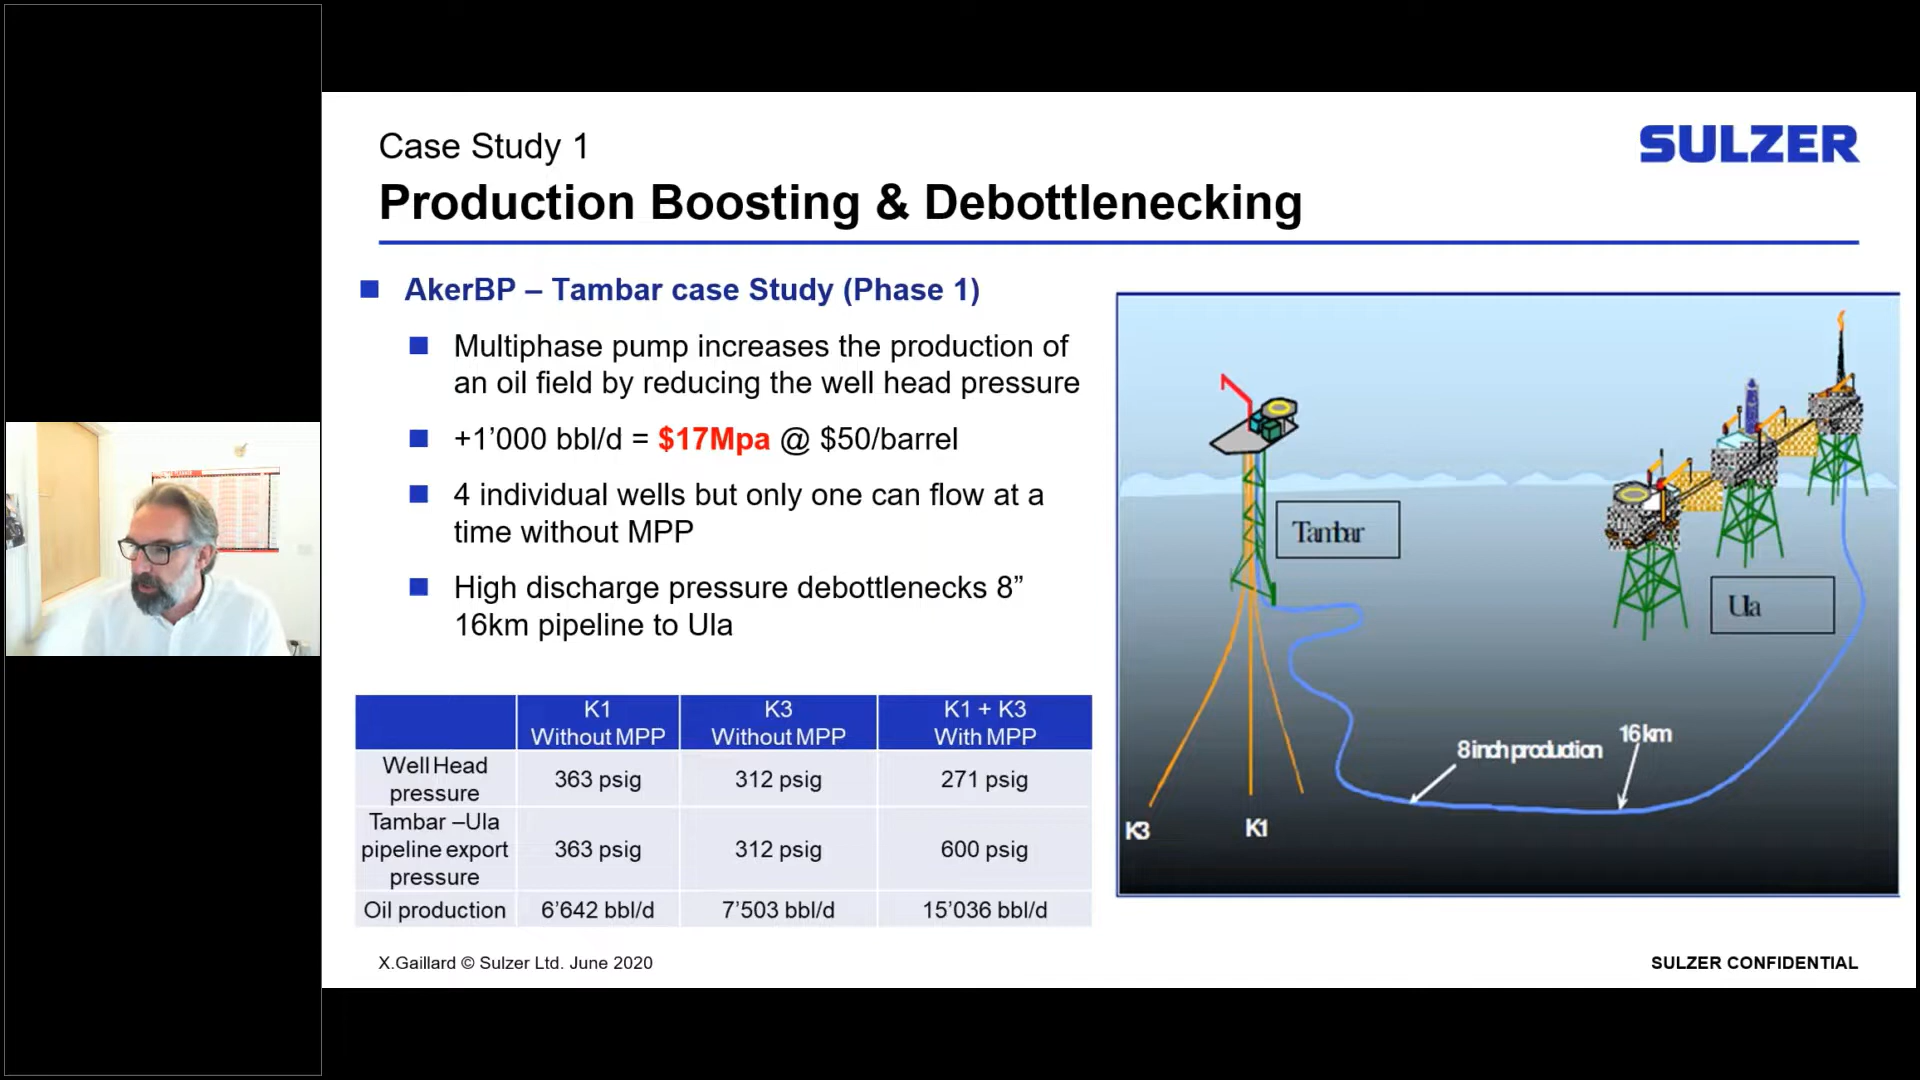 Case Study 1
SULZER
Production Boosting & Debottlenecking
AkerBP – Tambar case Study (Phase 1)
Multiphase pump increases the production of
an oil field by reducing the well head pressure
+1’000 bbl/d = $17Mpa @ $50/barrel
4 individual wells but only one can flow at a
time without MPP
High discharge pressure debottlenecks 8”
16km pipeline to Ula
K1
Without MPP
K3
Without MPP
K1 + K3
With MPP
Well Head
pressure
363 psig
312 psig
271 psig
Tambar –Ula
pipeline export
pressure
363 psig
312 psig
600 psig
Oil production
6’642 bbl/d
7’503 bbl/d
15’036 bbl/d
Tambar
Ula
8 inch production
16 km
K3
K1
X.Gaillard © Sulzer Ltd. June 2020
SULZER CONFIDENTIAL